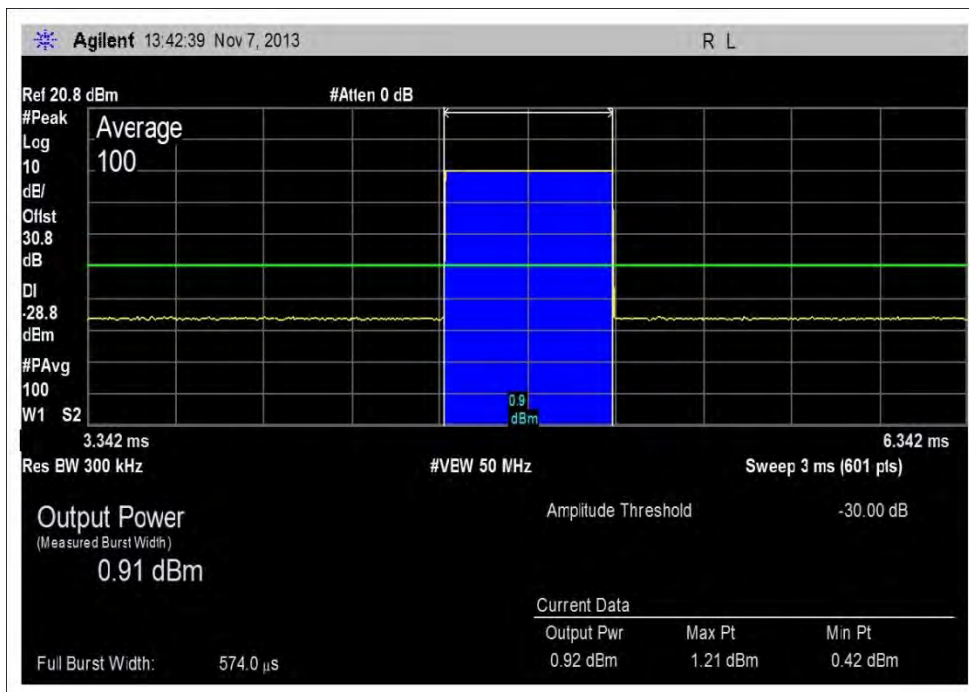 Agilent 13:42:39 Nov 7, 2013 R L
Ref 20.8 dBm #Atten 0 dB
#Peak
Log
10
dB/
Offst
30.8
dB
DI
-28.8
dBm
#PAvg
100
W1 S2
Average
100
0.9
dBm
3.342 ms 6.342 ms
Res BW 300 kHz #VBW 50 MHz Sweep 3 ms (601 pts)
Output Power
(Measured Burst Width)
0.91 dBm
Amplitude Threshold -30.00 dB
Current Data
Output Pwr Max Pt Min Pt
0.92 dBm 1.21 dBm 0.42 dBm
Full Burst Width: 574.0 μs